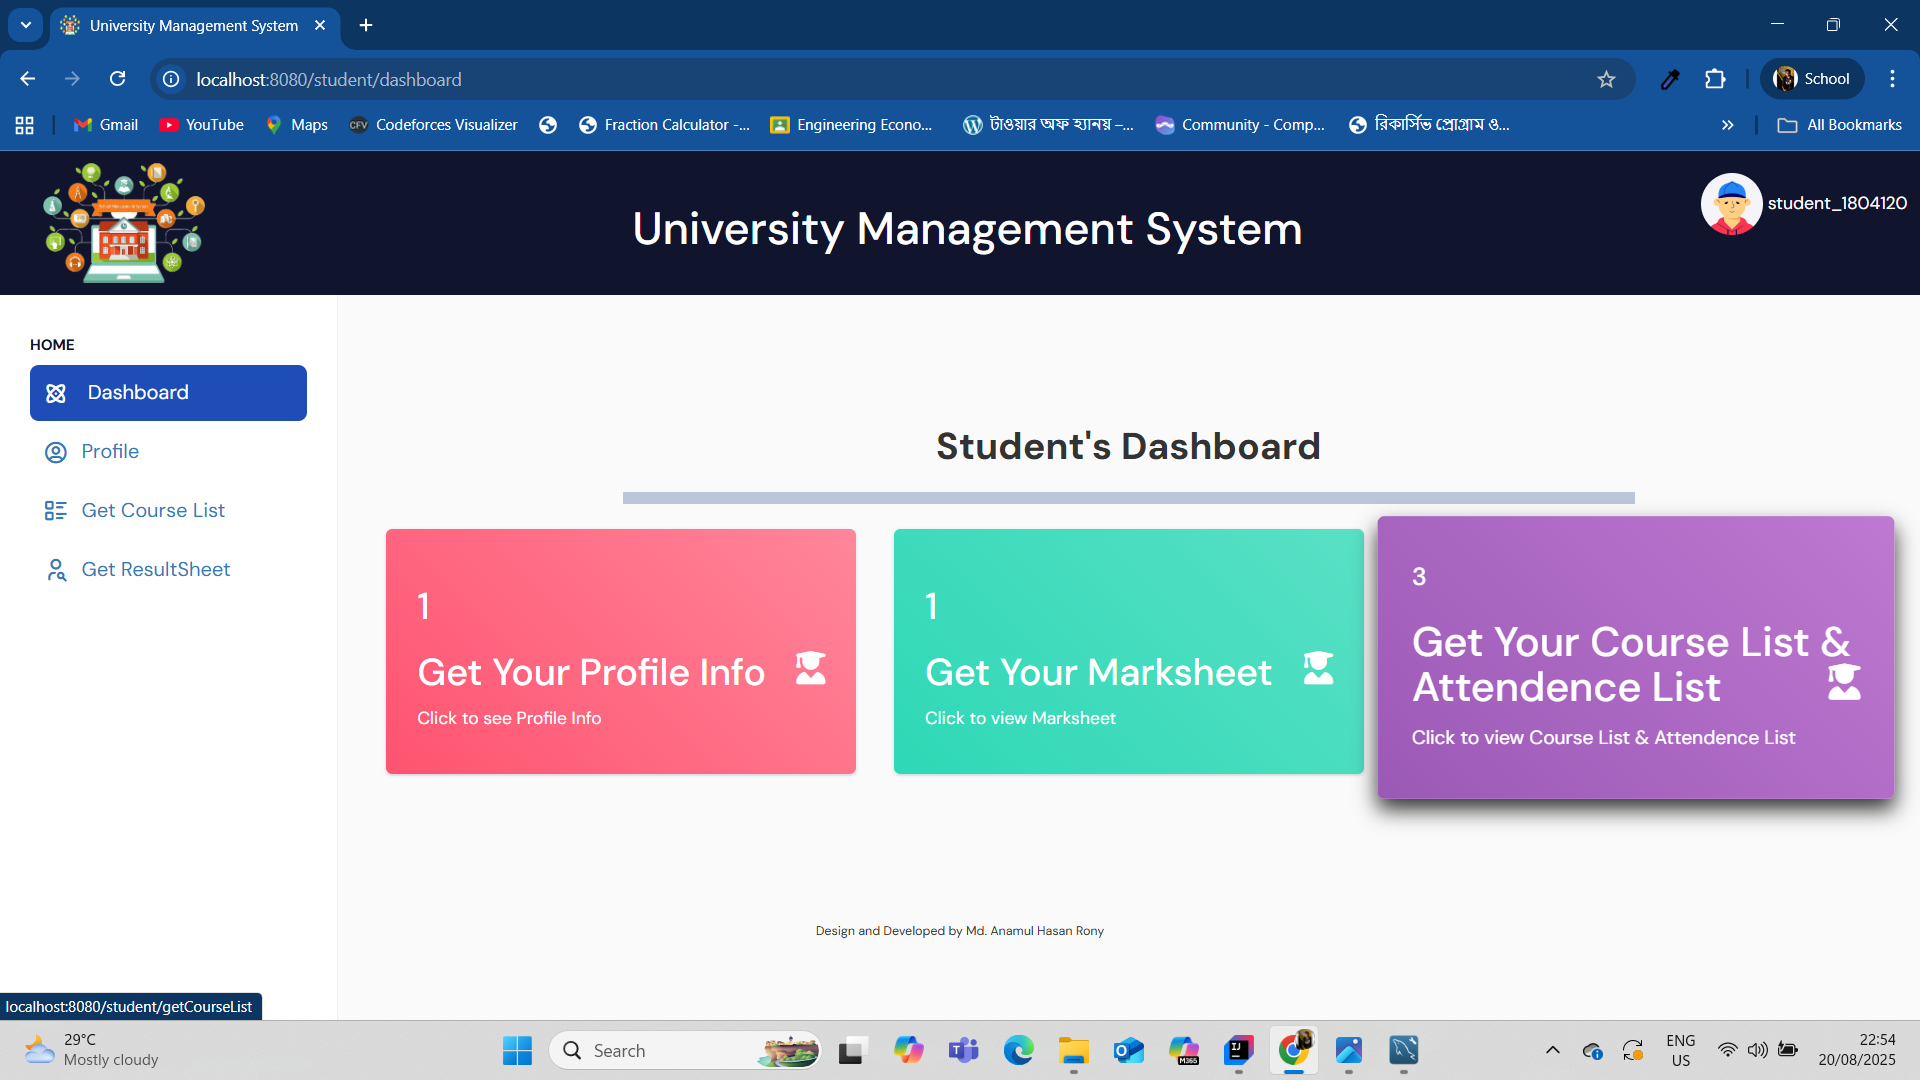 University Management System
localhost:8080/student/dashboard
School
Gmail
YouTube
Maps
CFV
Codeforces Visualizer
Fraction Calculator -...
Engineering Econo...
টাওয়ার অফ হ্যানয় –...
Community - Comp...
রিকার্সিভ প্রোগ্রাম ও...
All Bookmarks
University Management System
student_1804120
HOME
Dashboard
Profile
Get Course List
Get ResultSheet
Student's Dashboard
1
Get Your Profile Info
Click to see Profile Info
1
Get Your Marksheet
Click to view Marksheet
3
Get Your Course List &
Attendence List
Click to view Course List & Attendence List
Design and Developed by Md. Anamul Hasan Rony
localhost:8080/student/getCourseList
29°C
Mostly cloudy
Search
M365
IJ
ENG
US
22:54
20/08/2025